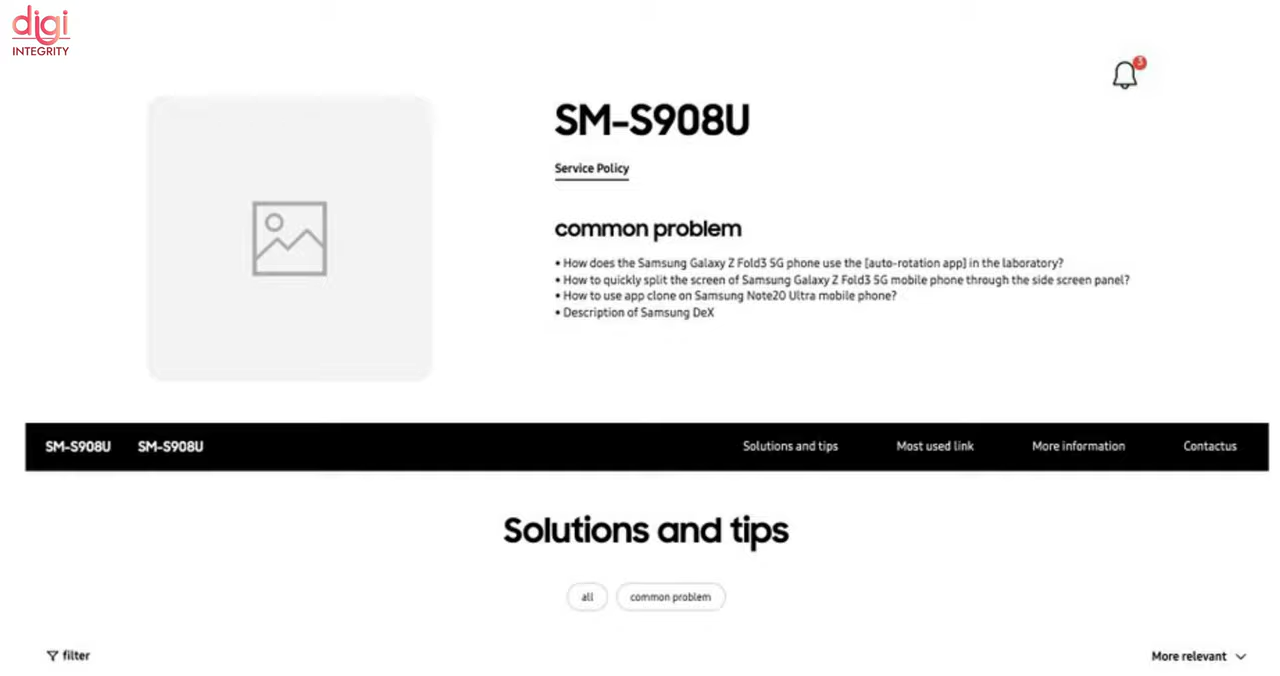 digi
INTEGRITY
3
SM-S908U
Service Policy
common problem
• How does the Samsung Galaxy Z Fold3 5G phone use the [auto-rotation app] in the laboratory?
• How to quickly split the screen of Samsung Galaxy Z Fold3 5G mobile phone through the side screen panel?
• How to use app clone on Samsung Note20 Ultra mobile phone?
• Description of Samsung DeX
SM-S908U SM-S908U Solutions and tips Most used link More information Contactus
Solutions and tips
all common problem
filter More relevant